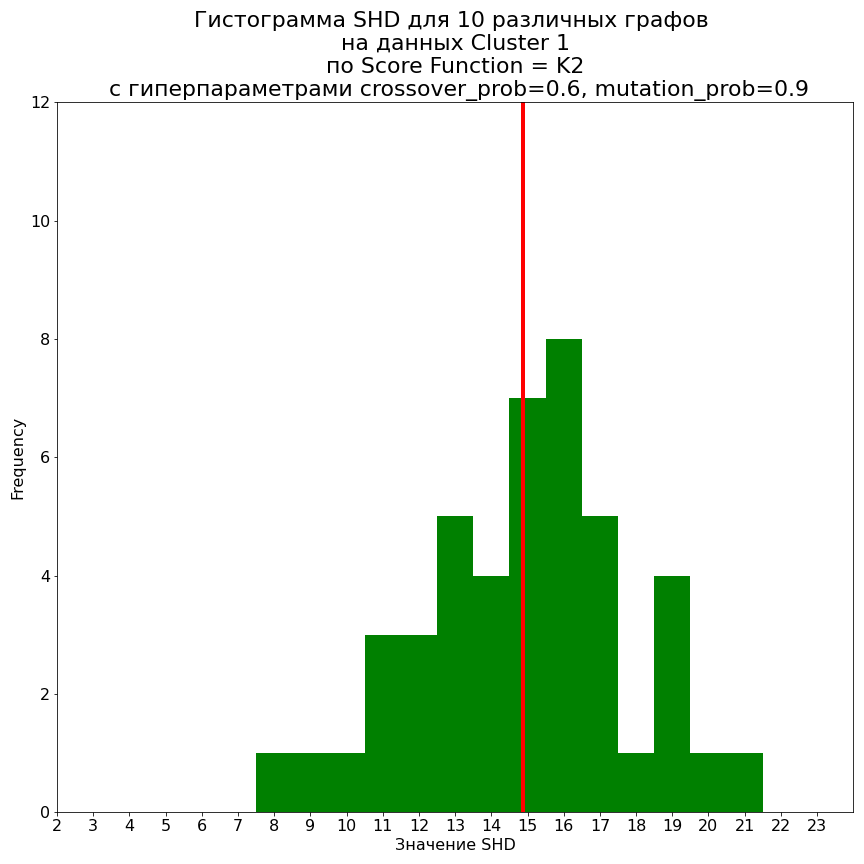 Гистограмма SHD для 10 различных графов
на данных Cluster 1
по Score Function = K2
с гиперпараметрами crossover_prob=0.6, mutation_prob=0.9
12
10
8
6
4
2
0
Frequency
2 3 4 5 6 7 8 9 10 11 12 13 14 15 16 17 18 19 20 21 22 23
Значение SHD